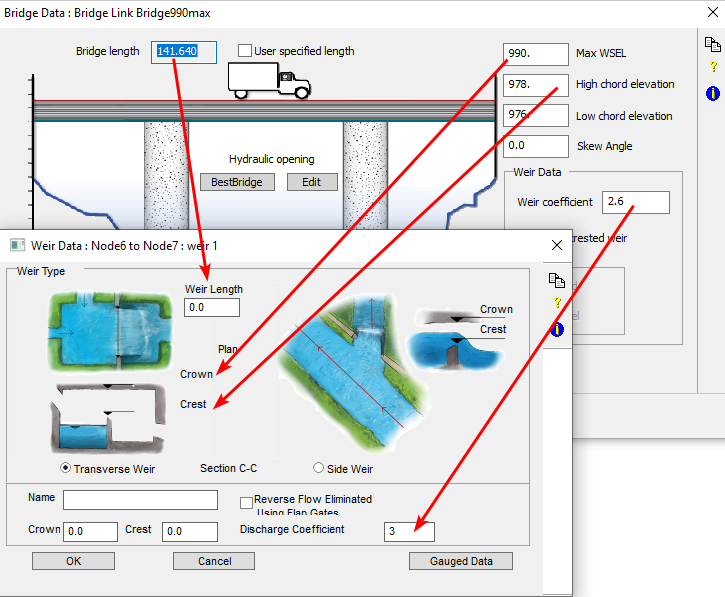 Bridge Data : Bridge Link Bridge990max
Bridge length 141.640 User specified length
990. Max WSEL
978. High chord elevation
976. Low chord elevation
0.0 Skew Angle
Hydraulic opening
BestBridge Edit
Weir Data
Weir coefficient 2.6
crested weir
Weir Data : Node6 to Node7 : weir 1
Weir Type
Weir Length
0.0
Plan
Crown
Crest
Crown
Crest
Transverse Weir Section C-C Side Weir
Name
Reverse Flow Eliminated
Using Flap Gates
Crown 0.0 Crest 0.0 Discharge Coefficient 3
OK Cancel Gauged Data